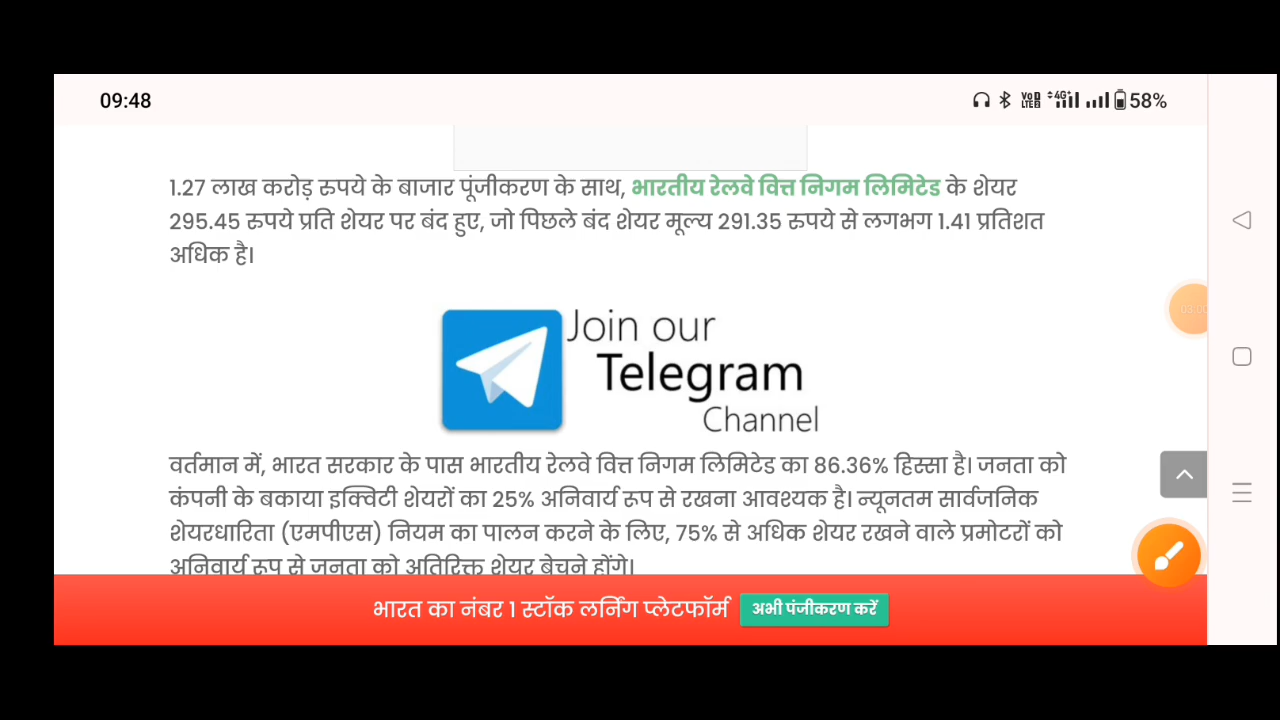 09:48
VoD LTE2 4G+ 58%
1.27 लाख करोड़ रुपये के बाजार पूंजीकरण के साथ, भारतीय रेलवे वित्त निगम लिमिटेड के शेयर
295.45 रुपये प्रति शेयर पर बंद हुए, जो पिछले बंद शेयर मूल्य 291.35 रुपये से लगभग 1.41 प्रतिशत
अधिक है।
Join our
Telegram
Channel
वर्तमान में, भारत सरकार के पास भारतीय रेलवे वित्त निगम लिमिटेड का 86.36% हिस्सा है। जनता को
कंपनी के बकाया इक्विटी शेयरों का 25% अनिवार्य रूप से रखना आवश्यक है। न्यूनतम सार्वजनिक
शेयरधारिता (एमपीएस) नियम का पालन करने के लिए, 75% से अधिक शेयर रखने वाले प्रमोटरों को
अनिवार्य रूप से जनता को अतिरिक्त शेयर बेचने होंगे।
भारत का नंबर 1 स्टॉक लर्निंग प्लेटफॉर्म अभी पंजीकरण करें